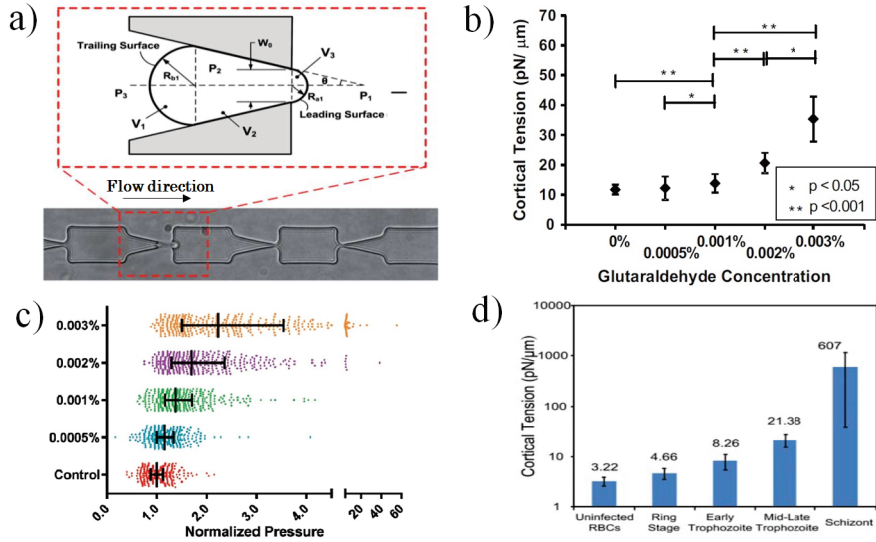 a)
Trailing Surface
W₀
V₃
P₂
R_b1
θ
P₃
P₁
R_a1
Leading Surface
V₁
V₂
Flow direction
b)
Cortical Tension (pN/ μm)
70
60
50
40
30
20
10
0
**
**
*
**
*
* p < 0.05
** p <0.001
0% 0.001% 0.003%
0.0005% 0.002%
Glutaraldehyde Concentration
c)
0.003%
0.002%
0.001%
0.0005%
Control
0.0 1.0 2.0 3.0 4.0 20 40 60
Normalized Pressure
d)
Cortical Tension (pN/μm)
10000
1000
100
10
1
3.22
4.66
8.26
21.38
607
Uninfected
RBCs
Ring
Stage
Early
Trophozoite
Mid-Late
Trophozoite
Schizont